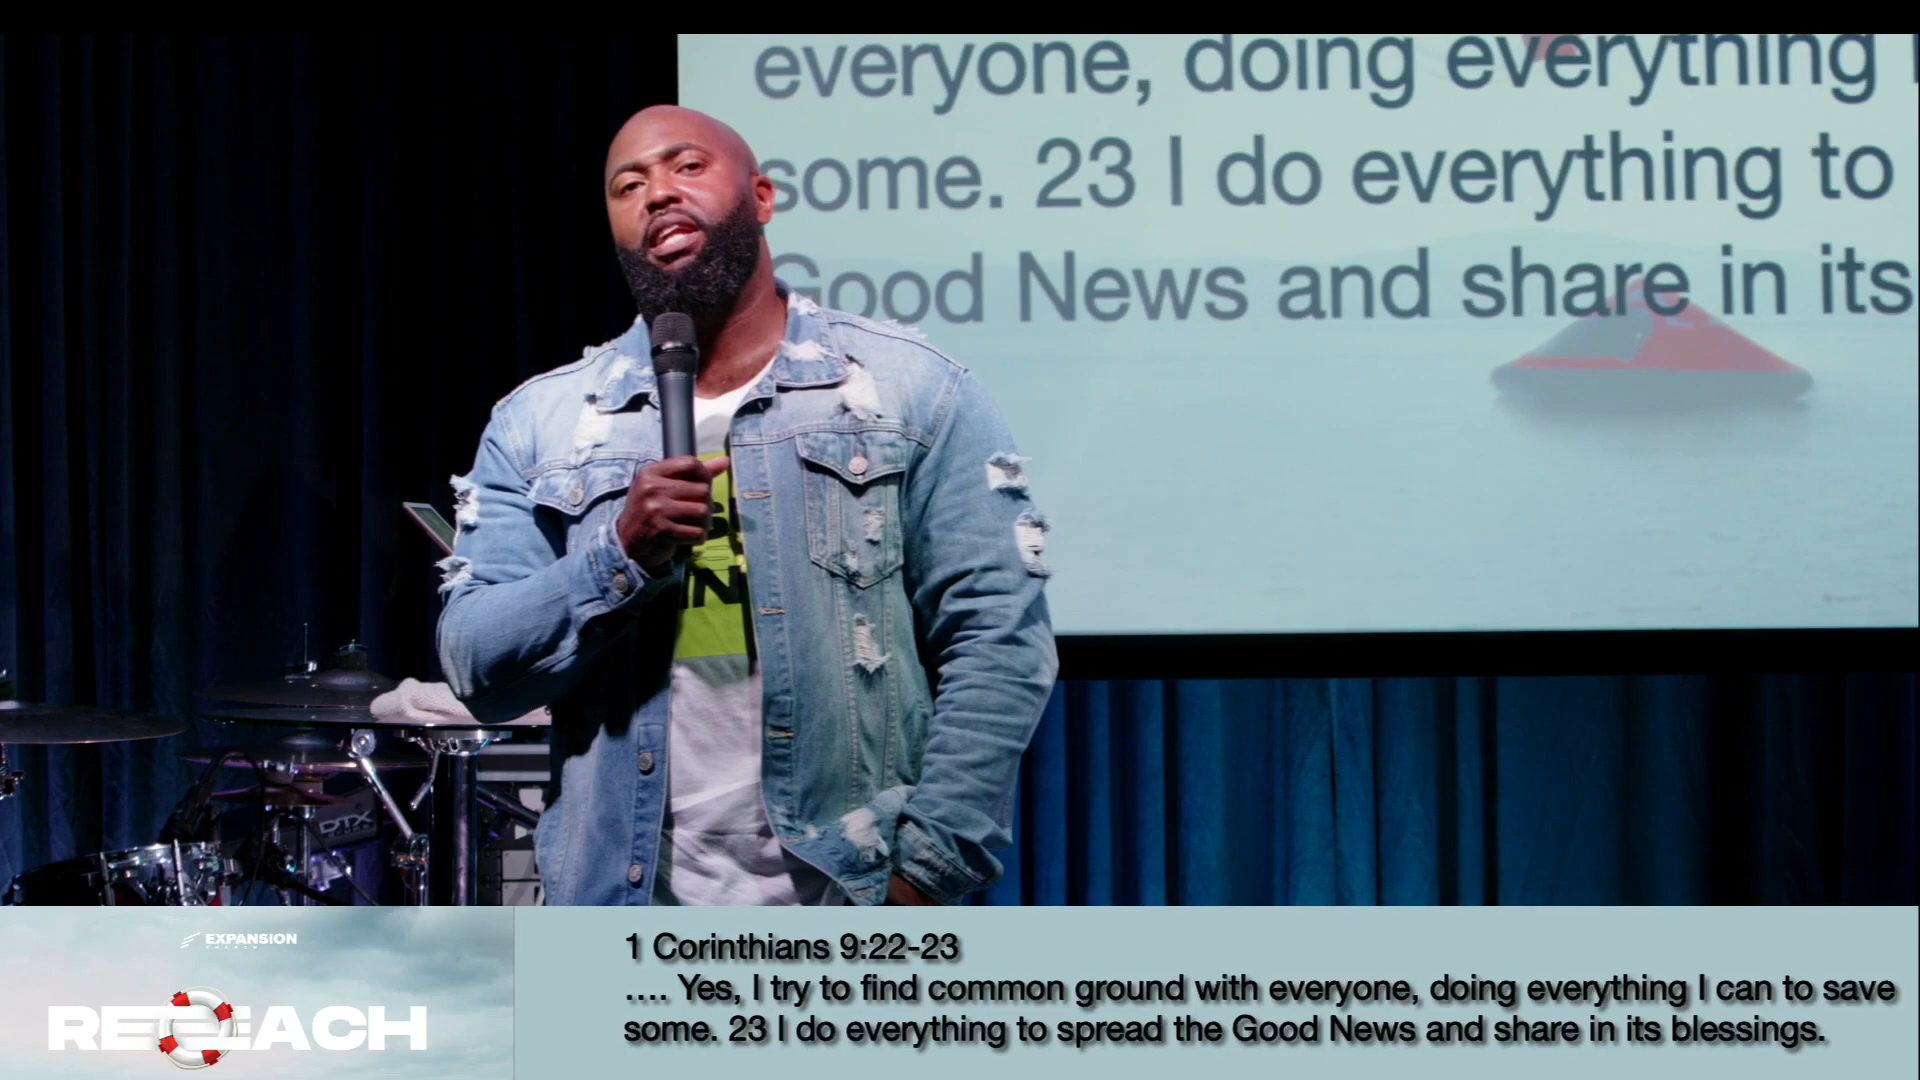 everyone, doing everything
some. 23 I do everything to
Good News and share in its
DTX
EXPANSION
REACH
1 Corinthians 9:22-23
.... Yes, I try to find common ground with everyone, doing everything I can to save
some. 23 I do everything to spread the Good News and share in its blessings.